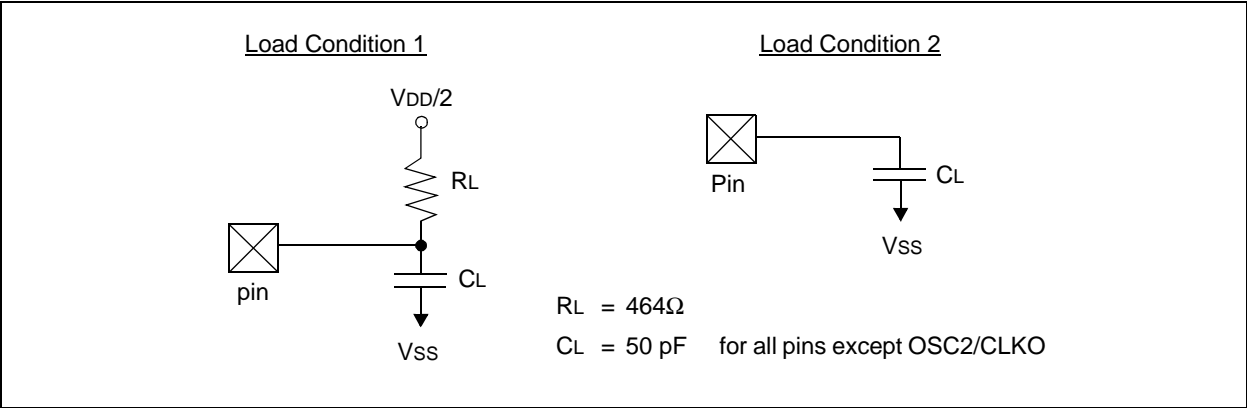 Load Condition 1
VDD/2
RL
pin
CL
VSS
Load Condition 2
Pin
CL
VSS
RL = 464Ω
CL = 50 pF for all pins except OSC2/CLKO